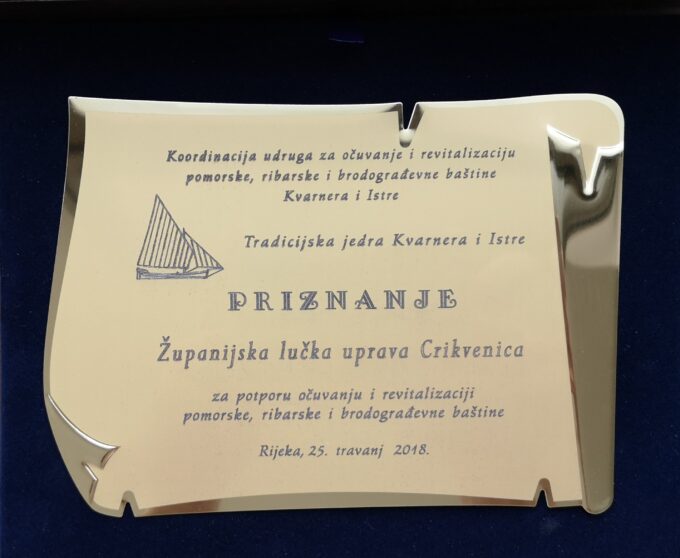 Koordinacija udruga za očuvanje i revitalizaciju
pomorske, ribarske i brodograđevne baštine
Kvarnera i Istre
Tradicijska jedra Kvarnera i Istre
PRIZNANJE
Županijska lučka uprava Crikvenica
za potporu očuvanju i revitalizaciji
pomorske, ribarske i brodograđevne baštine
Rijeka, 25. travanj 2018.